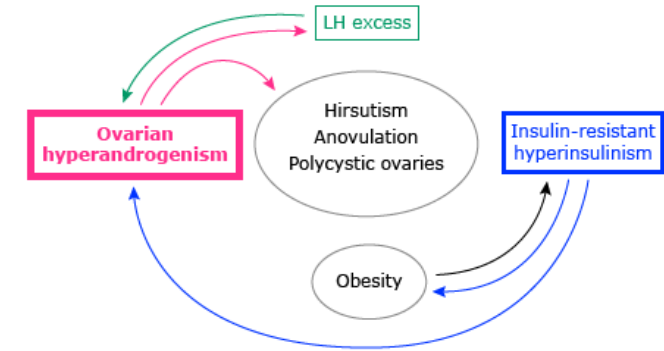 LH excess
Ovarian
hyperandrogenism
Hirsutism
Anovulation
Polycystic ovaries
Insulin-resistant
hyperinsulinism
Obesity